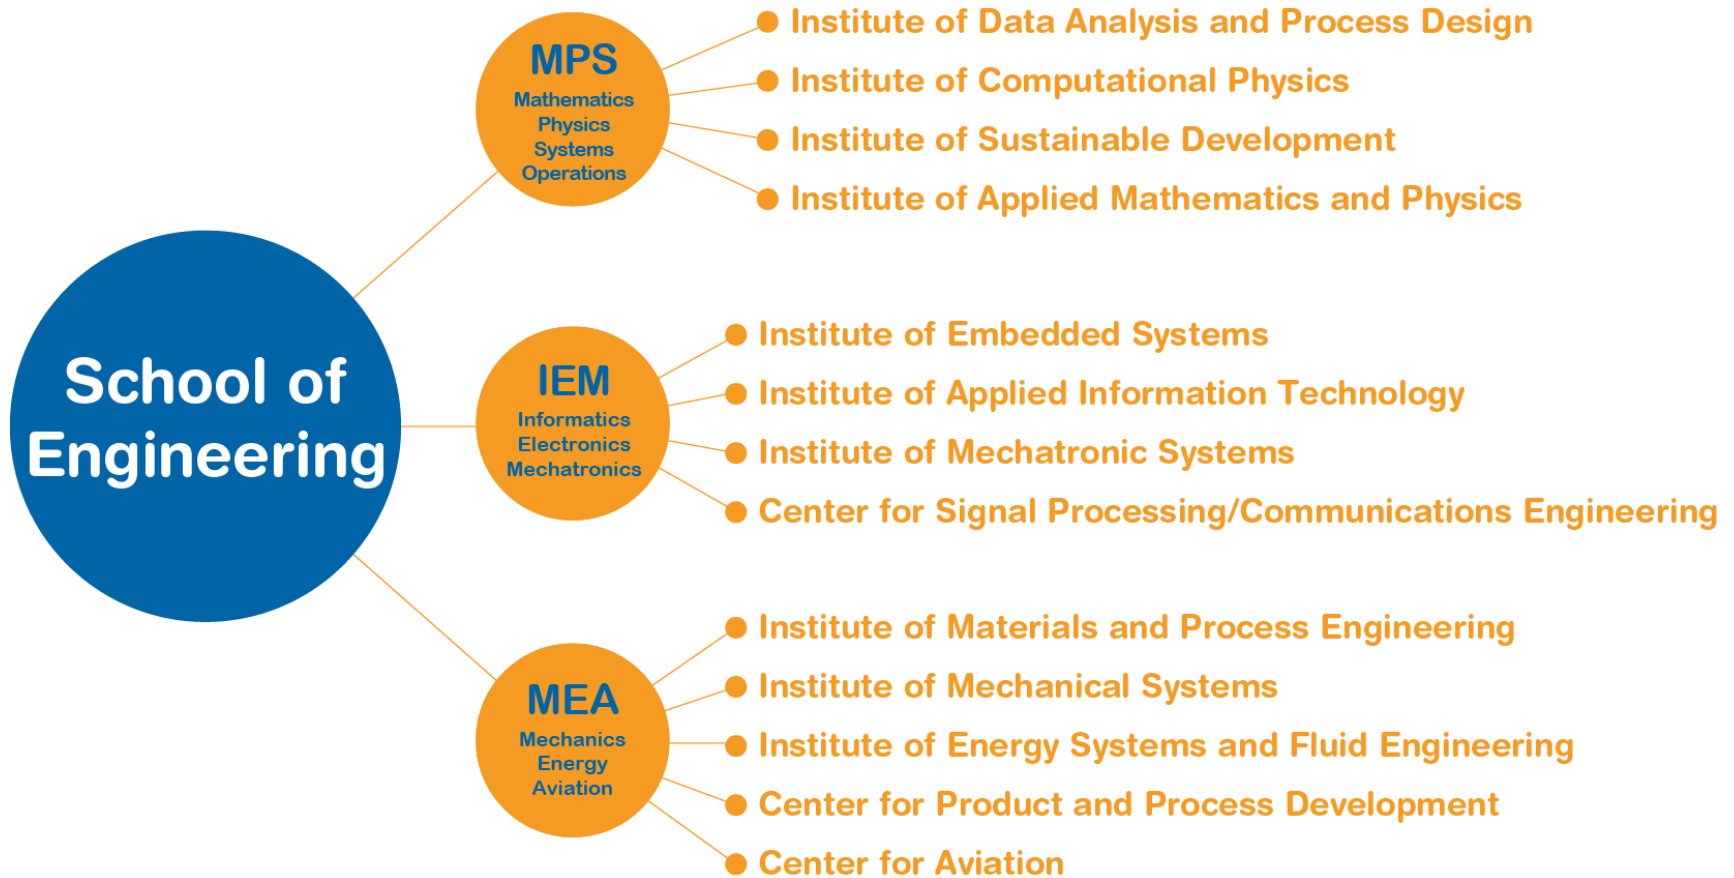 School of
Engineering
MPS
Mathematics
Physics
Systems
Operations
Institute of Data Analysis and Process Design
Institute of Computational Physics
Institute of Sustainable Development
Institute of Applied Mathematics and Physics
IEM
Informatics
Electronics
Mechatronics
Institute of Embedded Systems
Institute of Applied Information Technology
Institute of Mechatronic Systems
Center for Signal Processing/Communications Engineering
MEA
Mechanics
Energy
Aviation
Institute of Materials and Process Engineering
Institute of Mechanical Systems
Institute of Energy Systems and Fluid Engineering
Center for Product and Process Development
Center for Aviation